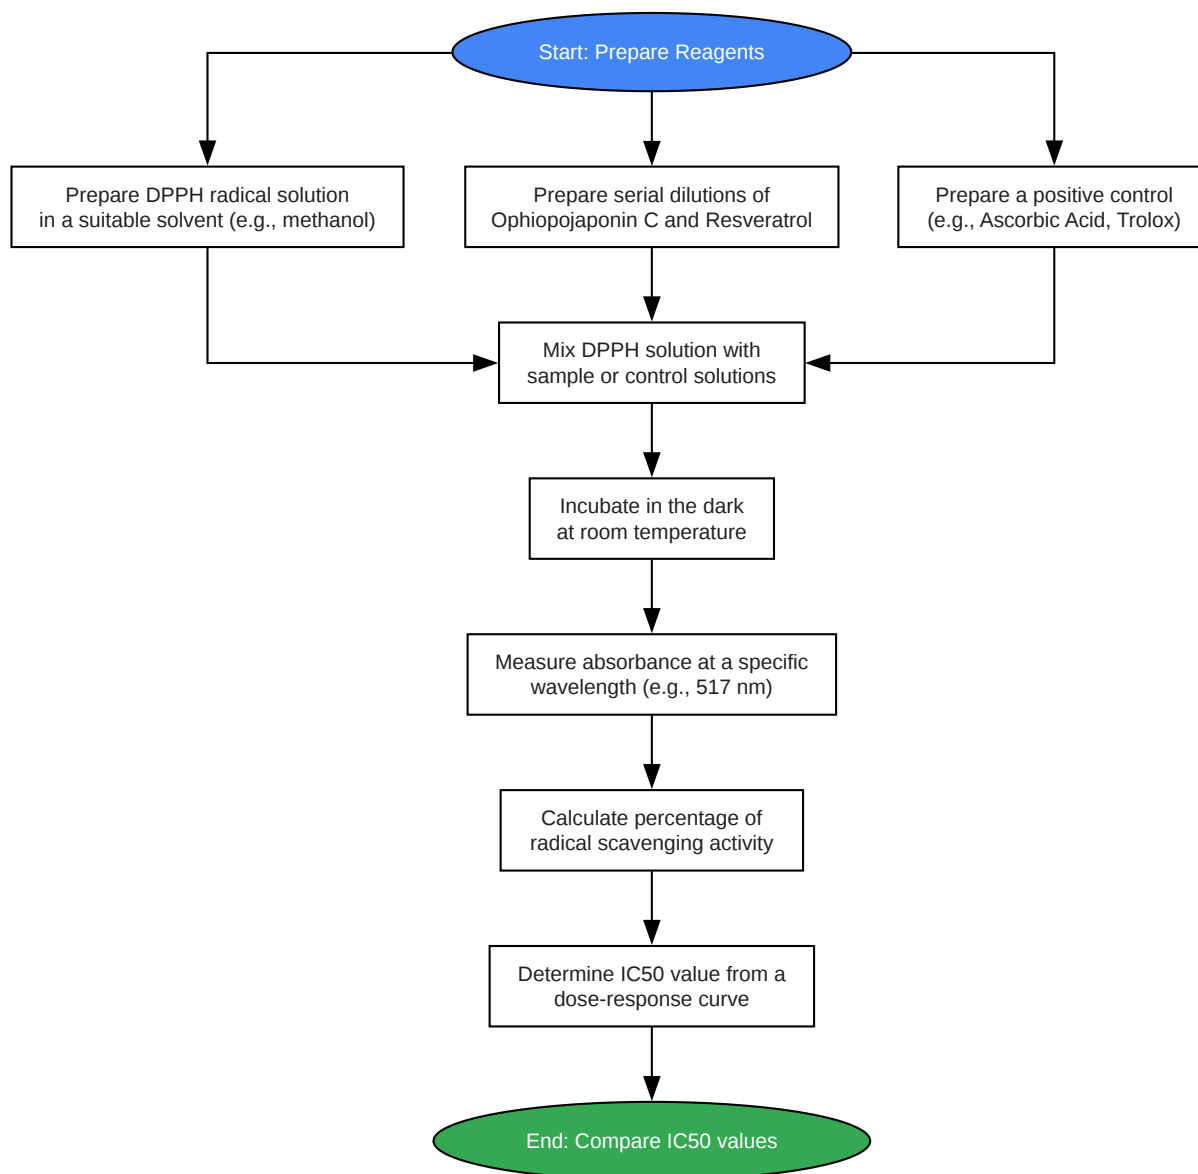 Start: Prepare Reagents
Prepare DPPH radical solution
in a suitable solvent (e.g., methanol)
Prepare serial dilutions of
Ophiopojaponin C and Resveratrol
Prepare a positive control
(e.g., Ascorbic Acid, Trolox)
Mix DPPH solution with
sample or control solutions
Incubate in the dark
at room temperature
Measure absorbance at a specific
wavelength (e.g., 517 nm)
Calculate percentage of
radical scavenging activity
Determine IC50 value from a
dose-response curve
End: Compare IC50 values